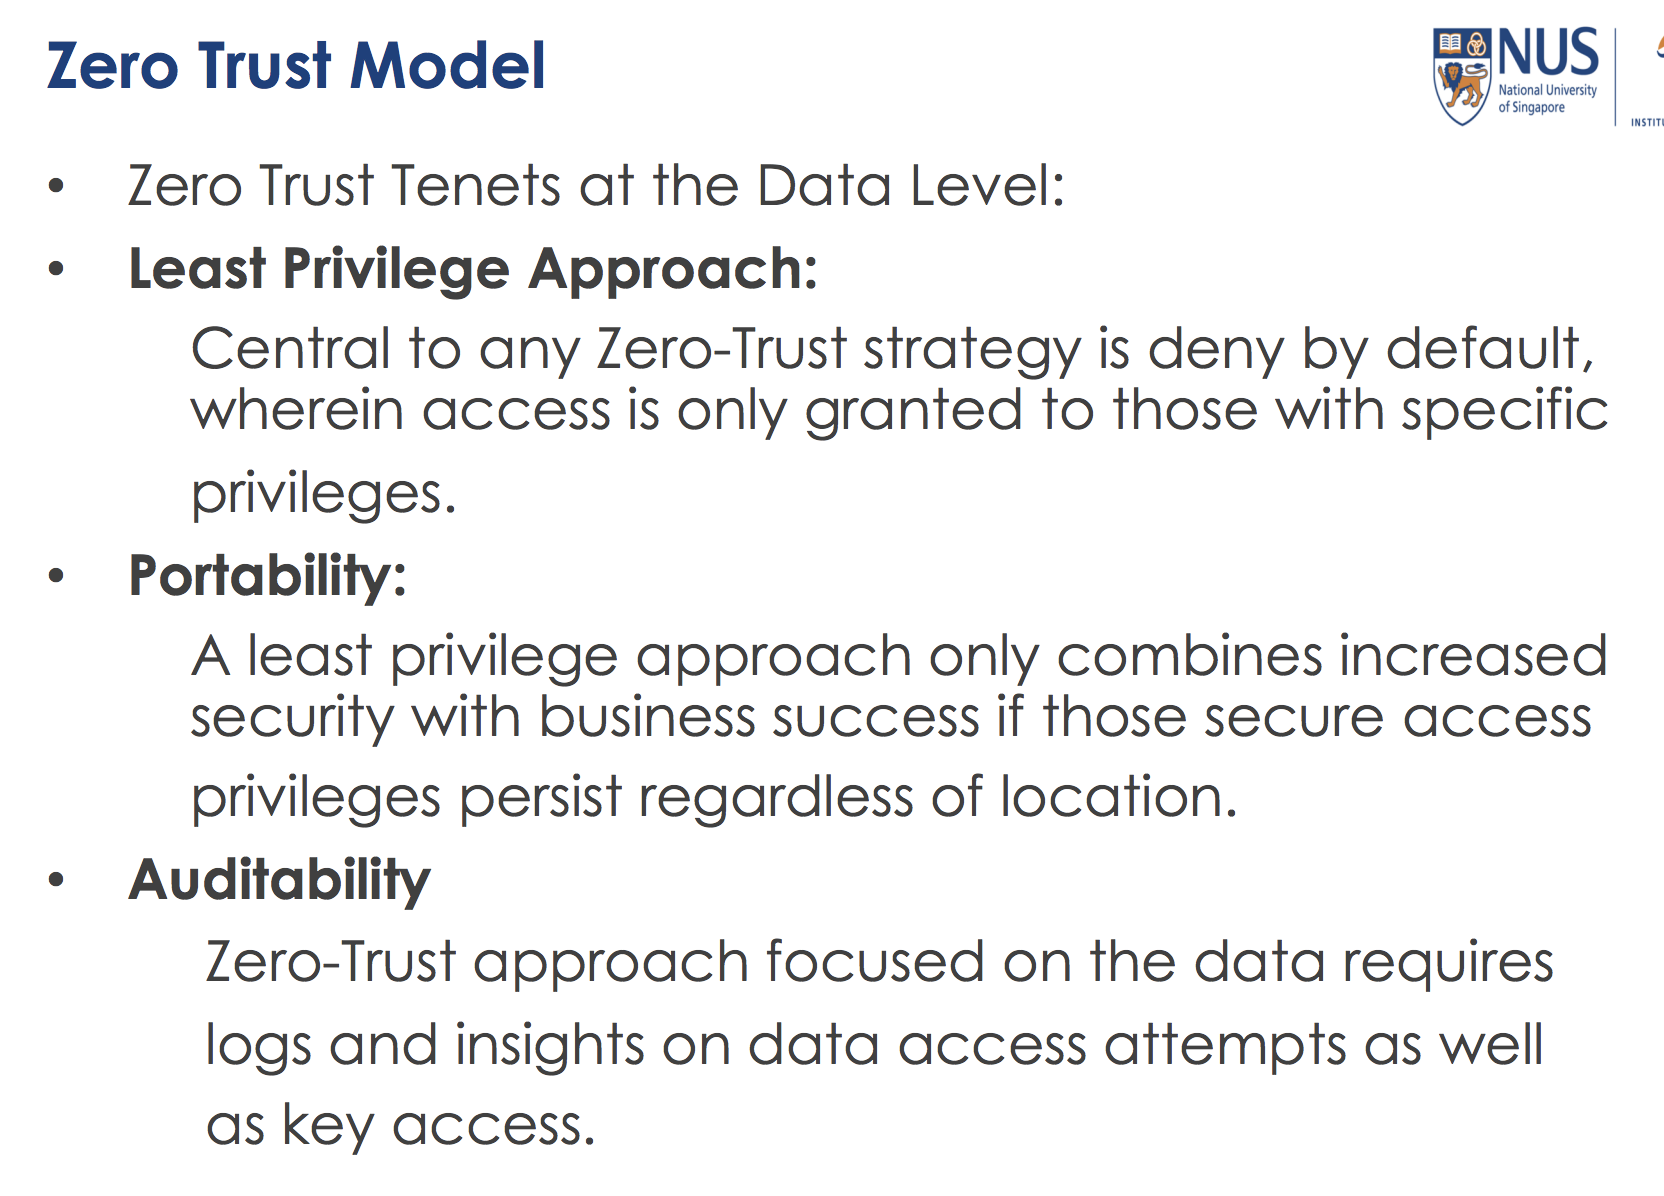 Zero Trust Model
NUS
National University
of Singapore
• Zero Trust Tenets at the Data Level:
• Least Privilege Approach:
Central to any Zero-Trust strategy is deny by default,
wherein access is only granted to those with specific
privileges.
• Portability:
A least privilege approach only combines increased
security with business success if those secure access
privileges persist regardless of location.
• Auditability
Zero-Trust approach focused on the data requires
logs and insights on data access attempts as well
as key access.